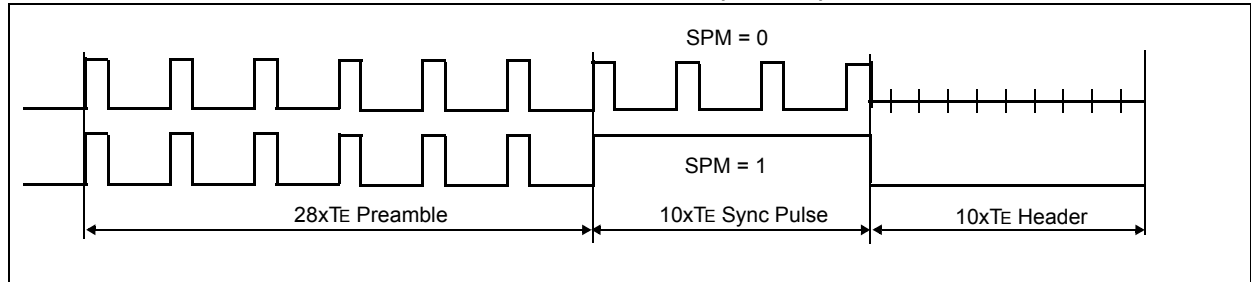 SPM = 0
SPM = 1
28xTE Preamble
10xTE Sync Pulse
10xTE Header